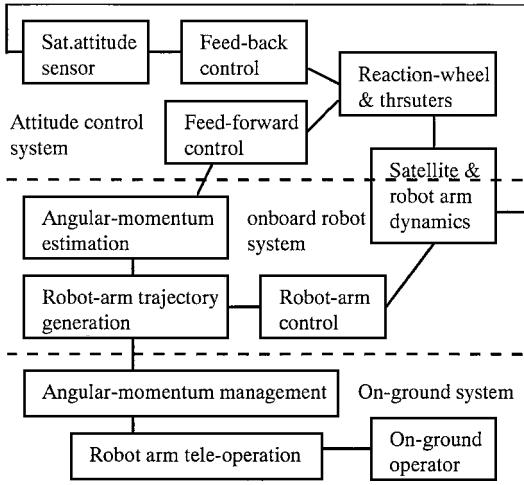 Sat.attitude
sensor
Feed-back
control
Reaction-wheel
& thrsuters
Attitude control
system
Feed-forward
control
Satellite &
robot arm
dynamics
Angular-momentum
estimation
onboard robot
system
Robot-arm trajectory
generation
Robot-arm
control
Angular-momentum management
On-ground system
Robot arm tele-operation
On-ground
operator